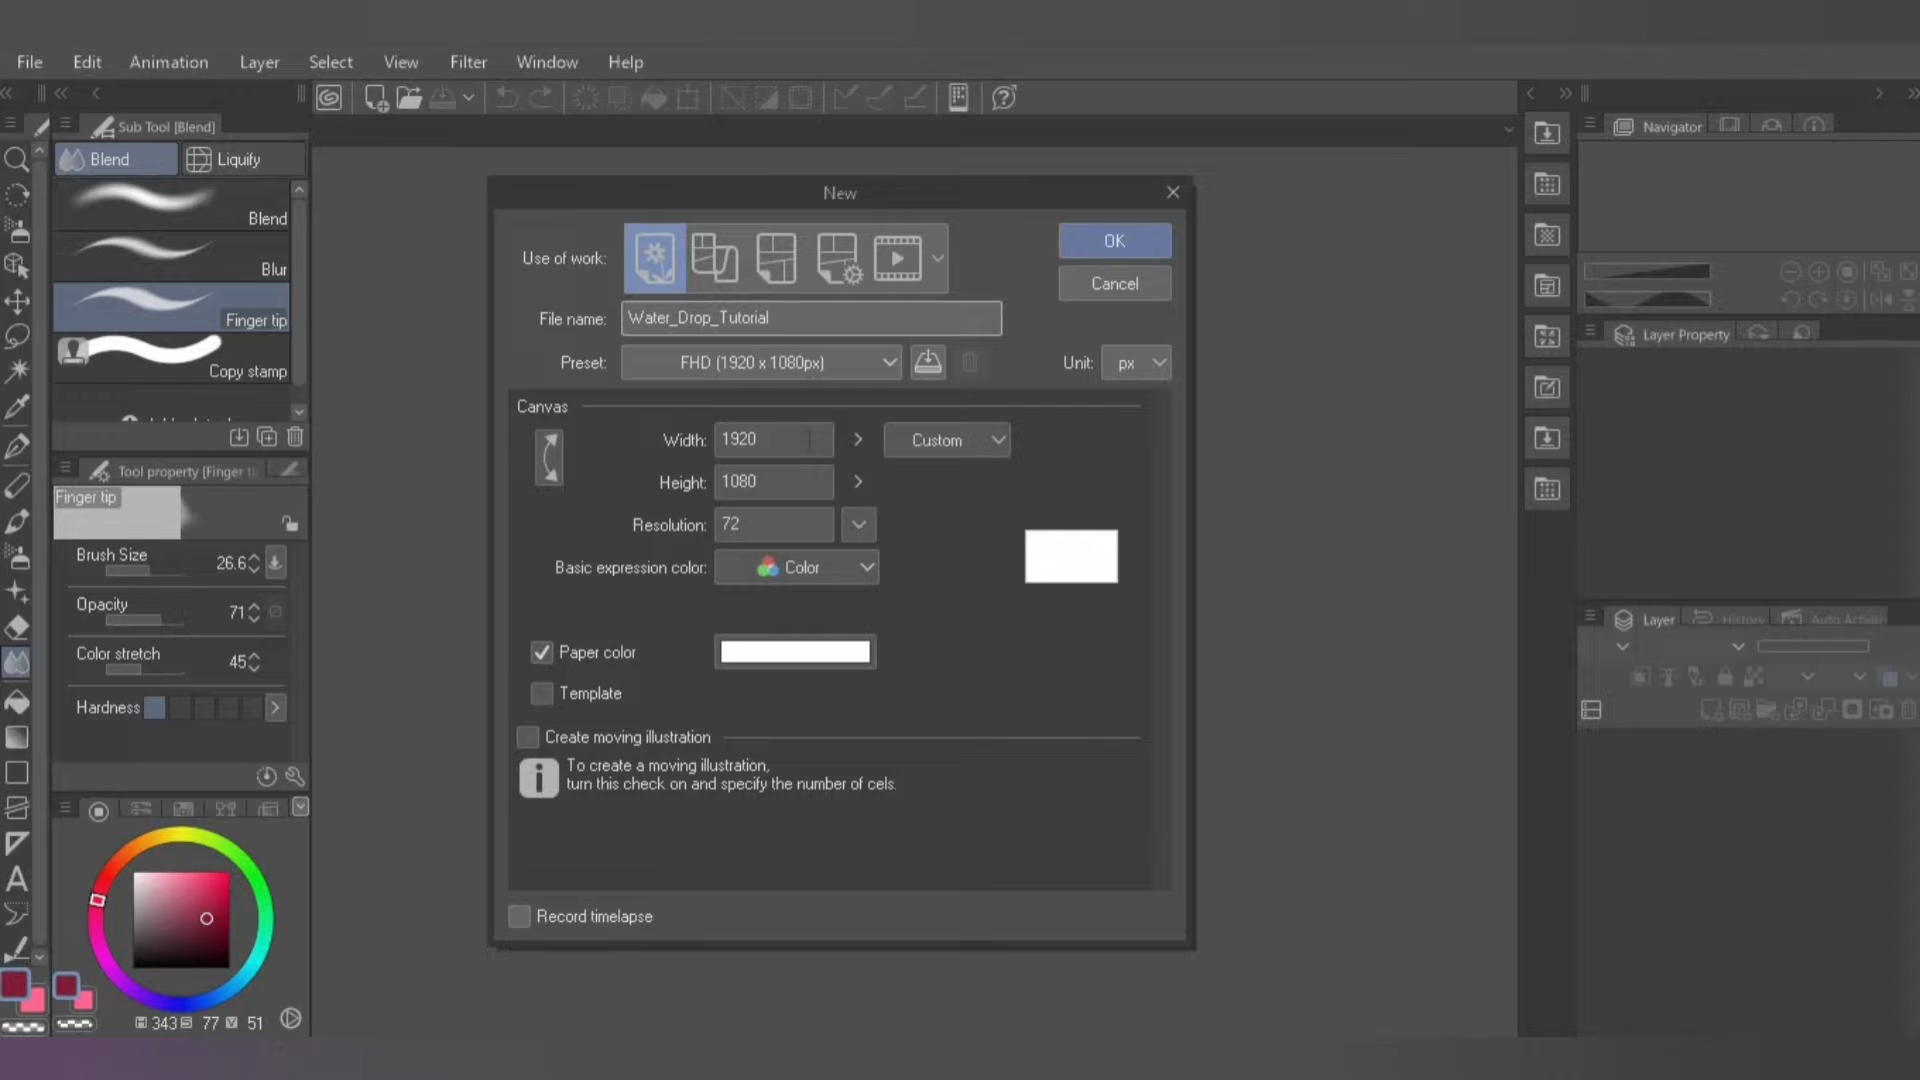 File Edit Animation Layer Select View Filter Window Help
Sub Tool [Blend]
Blend Liquify
Blend
Blur
Finger tip
Copy stamp
Tool property [Finger ti
Finger tip
Brush Size 26.6
Opacity 71
Color stretch 45
Hardness
343 77 51
New
Use of work:
OK
Cancel
File name: Water_Drop_Tutorial
Preset: FHD (1920 x 1080px) Unit: px
Canvas
Width: 1920 Custom
Height: 1080
Resolution: 72
Basic expression color: Color
Paper color
Template
Create moving illustration
To create a moving illustration,
turn this check on and specify the number of cels.
Record timelapse
Navigator
Layer Property
Layer History Auto Action